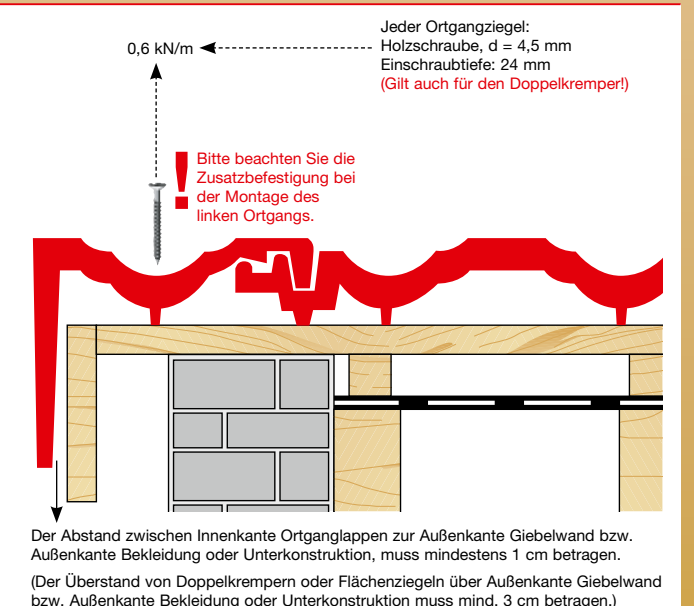 Jeder Ortgangziegel:
0,6 kN/m
Holzschraube, d = 4,5 mm
Einschraubtiefe: 24 mm
(Gilt auch für den Doppelkremper!)
Bitte beachten Sie die
Zusatzbefestigung bei
der Montage des
linken Ortgangs.
Der Abstand zwischen Innenkante Ortganglappen zur Außenkante Giebelwand bzw.
Außenkante Bekleidung oder Unterkonstruktion, muss mindestens 1 cm betragen.
(Der Überstand von Doppelkrempern oder Flächenziegeln über Außenkante Giebelwand
bzw. Außenkante Bekleidung oder Unterkonstruktion muss mind. 3 cm betragen.)